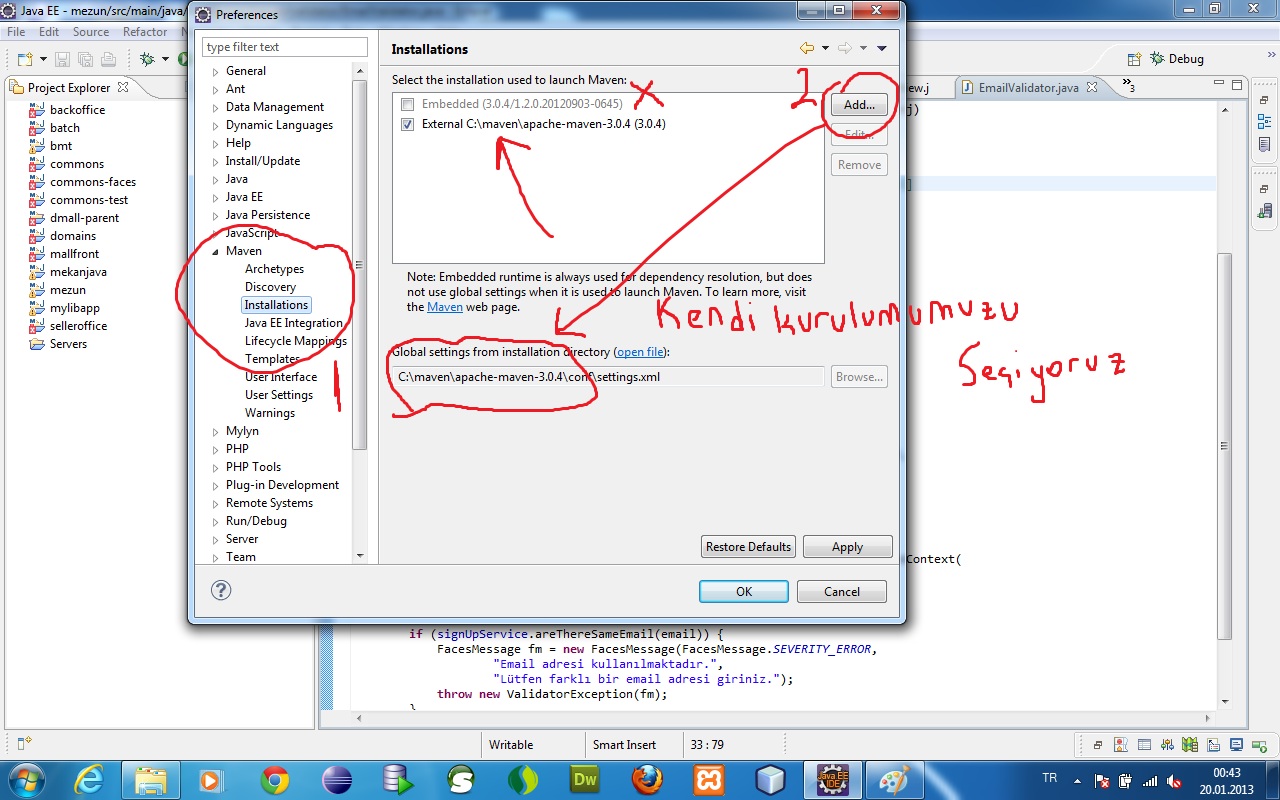 Java EE - mezun/src/main/java/
Preferences
File Edit Source Refactor
Debug
Project Explorer
backoffice
batch
bmt
commons
commons-faces
commons-test
dmall-parent
domains
mallfront
mekanjava
mezun
mylibapp
selleroffice
Servers
type filter text
General
Ant
Data Management
Dynamic Languages
Help
Install/Update
Java
Java EE
Java Persistence
JavaScript
Maven
Archetypes
Discovery
Installations
Java EE Integration
Lifecycle Mappings
Templates
User Interface
User Settings
Warnings
Mylyn
PHP
PHP Tools
Plug-in Development
Remote Systems
Run/Debug
Server
Team
1
Installations
Select the installation used to launch Maven:
Embedded (3.0.4/1.2.0.20120903-0645) X
External C:\maven\apache-maven-3.0.4 (3.0.4)
2
Add...
Edit...
Remove
Note: Embedded runtime is always used for dependency resolution, but does
not use global settings when it is used to launch Maven. To learn more, visit
the Maven web page.
Kendi kurulumumuzu
Seçiyoruz
Global settings from installation directory (open file):
C:\maven\apache-maven-3.0.4\conf\settings.xml
Browse...
Restore Defaults Apply
OK Cancel
ew.j
EmailValidator.java
3
j)
Context(
if (signUpService.areThereSameEmail(email)) {
FacesMessage fm = new FacesMessage(FacesMessage.SEVERITY_ERROR,
"Email adresi kullanılmaktadır.",
"Lütfen farklı bir email adresi giriniz.");
throw new ValidatorException(fm);
}
Writable Smart Insert 33 : 79
Dw
Java EE
IDE
TR
00:43
20.01.2013